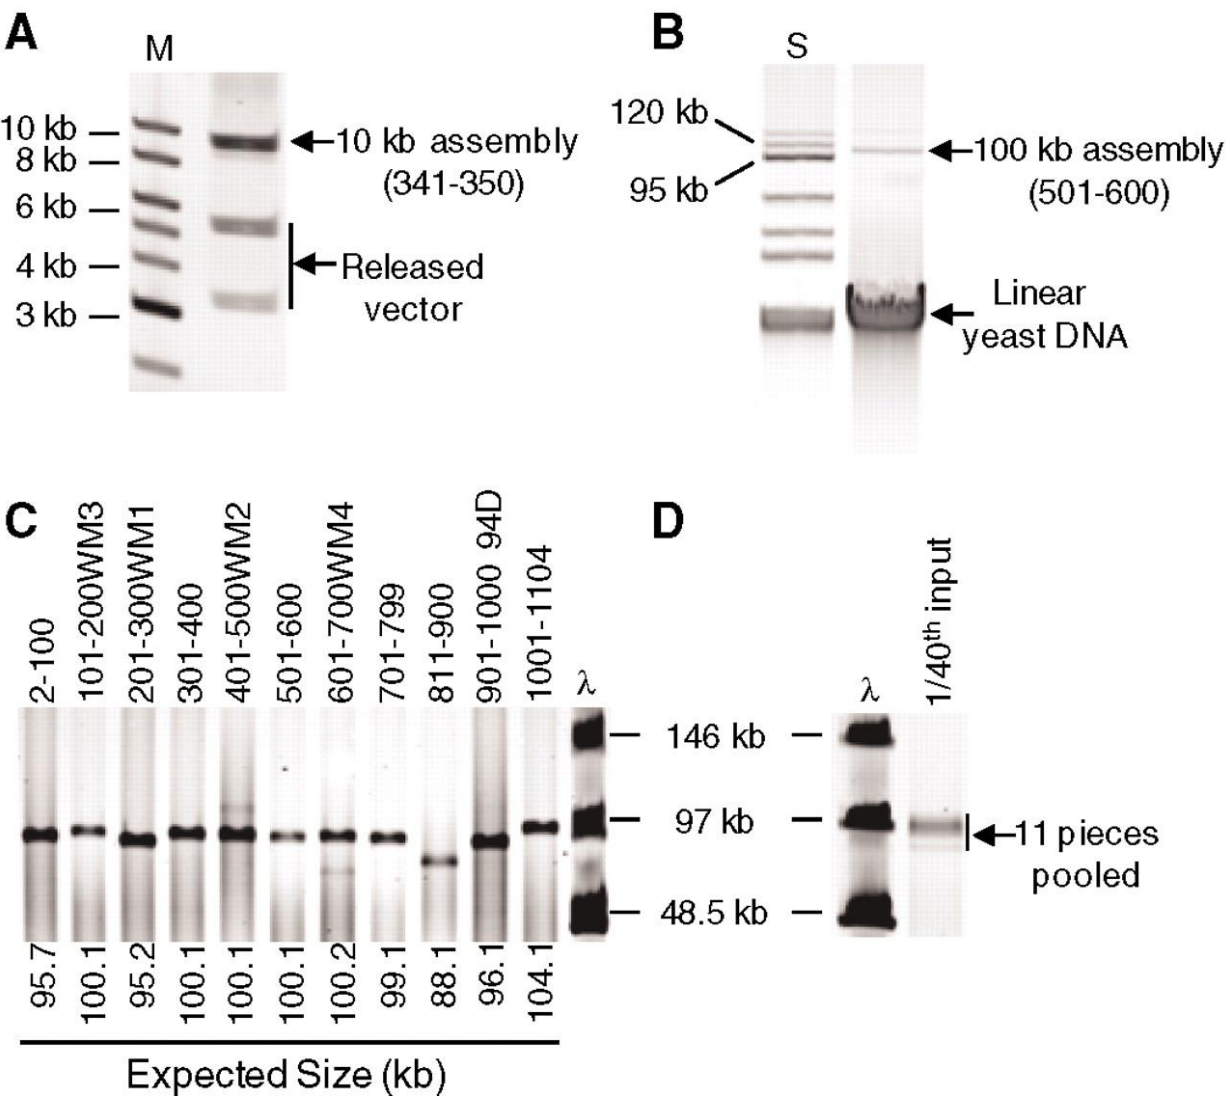 A
M
10 kb
8 kb
6 kb
4 kb
3 kb
10 kb assembly
(341-350)
Released
vector
B
S
120 kb
95 kb
100 kb assembly
(501-600)
Linear
yeast DNA
C
2-100
101-200WM3
201-300WM1
301-400
401-500WM2
501-600
601-700WM4
701-799
811-900
901-1000 94D
1001-1104
λ
146 kb
97 kb
48.5 kb
95.7
100.1
95.2
100.1
100.1
100.1
100.2
99.1
88.1
96.1
104.1
Expected Size (kb)
D
λ
1/40th input
11 pieces
pooled